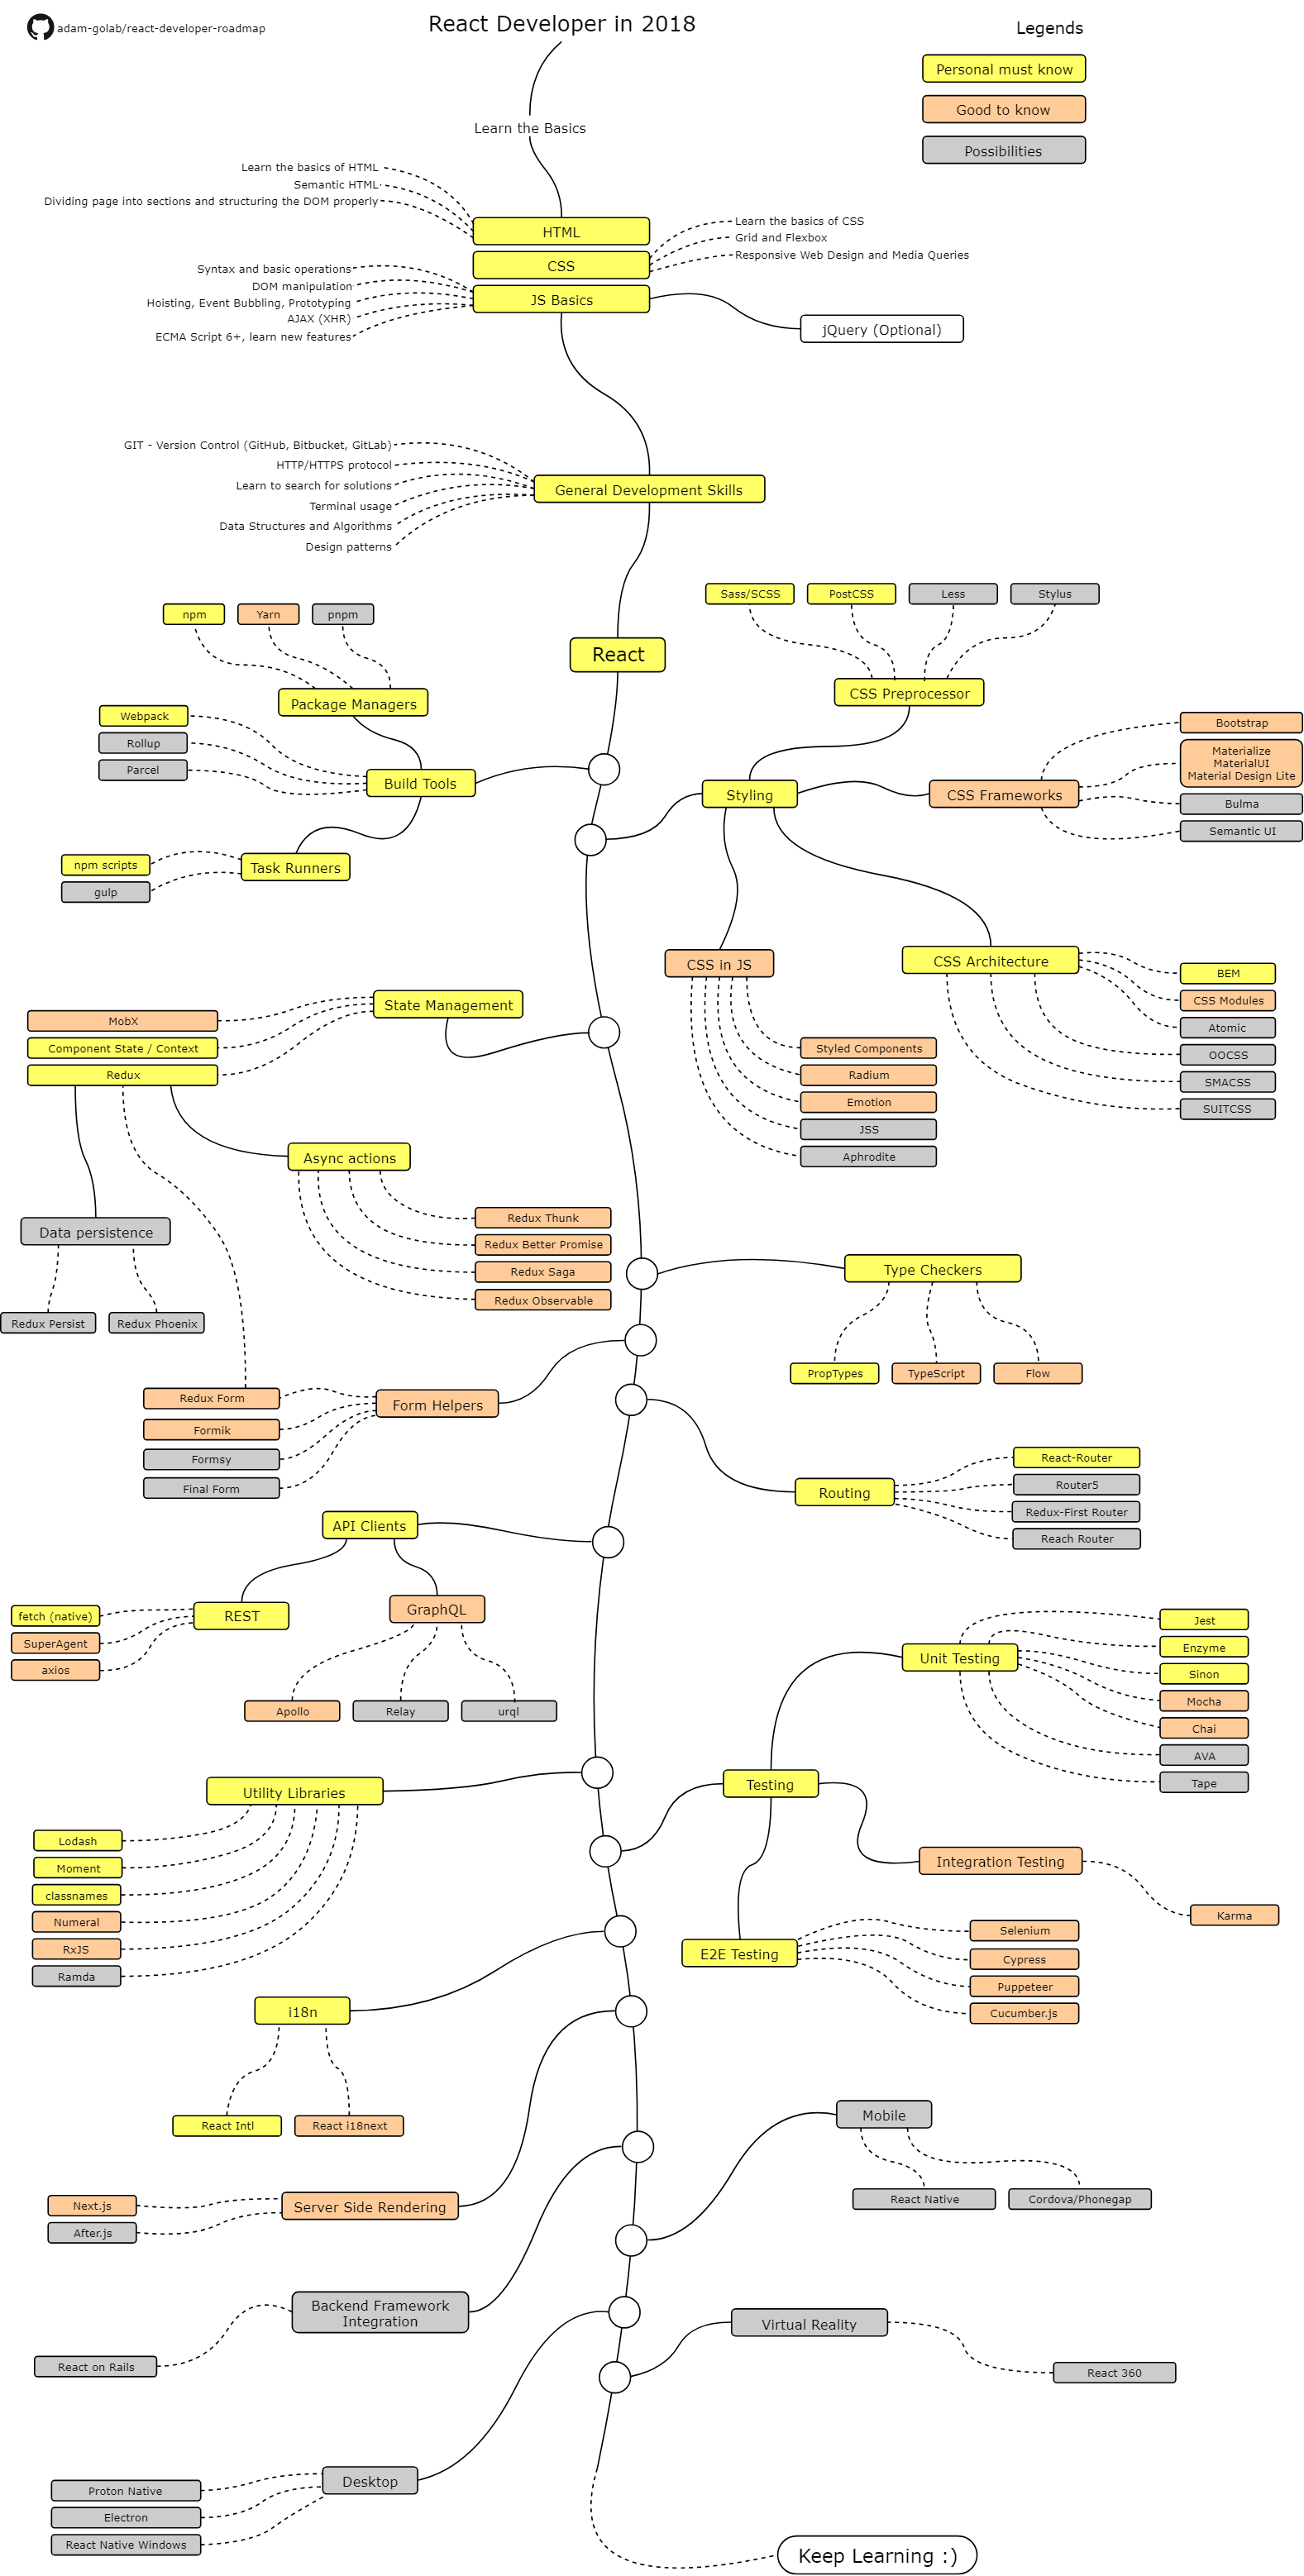 adam-golab/react-developer-roadmap
React Developer in 2018
Legends
Personal must know
Good to know
Possibilities
Learn the Basics
Learn the basics of HTML
Semantic HTML
Dividing page into sections and structuring the DOM properly
HTML
CSS
JS Basics
Learn the basics of CSS
Grid and Flexbox
Responsive Web Design and Media Queries
Syntax and basic operations
DOM manipulation
Hoisting, Event Bubbling, Prototyping
AJAX (XHR)
ECMA Script 6+, learn new features
jQuery (Optional)
GIT - Version Control (GitHub, Bitbucket, GitLab)
HTTP/HTTPS protocol
Learn to search for solutions
Terminal usage
Data Structures and Algorithms
Design patterns
General Development Skills
React
npm
Yarn
pnpm
Package Managers
Webpack
Rollup
Parcel
Build Tools
Task Runners
npm scripts
gulp
Sass/SCSS
PostCSS
Less
Stylus
CSS Preprocessor
Styling
CSS Frameworks
Bootstrap
Materialize
MaterialUI
Material Design Lite
Bulma
Semantic UI
CSS in JS
Styled Components
Radium
Emotion
JSS
Aphrodite
CSS Architecture
BEM
CSS Modules
Atomic
OOCSS
SMACSS
SUITCSS
State Management
MobX
Component State / Context
Redux
Async actions
Redux Thunk
Redux Better Promise
Redux Saga
Redux Observable
Data persistence
Redux Persist
Redux Phoenix
Type Checkers
PropTypes
TypeScript
Flow
Form Helpers
Redux Form
Formik
Formsy
Final Form
Routing
React-Router
Router5
Redux-First Router
Reach Router
API Clients
REST
fetch (native)
SuperAgent
axios
GraphQL
Apollo
Relay
urql
Unit Testing
Jest
Enzyme
Sinon
Mocha
Chai
AVA
Tape
Testing
Integration Testing
Karma
E2E Testing
Selenium
Cypress
Puppeteer
Cucumber.js
Utility Libraries
Lodash
Moment
classnames
Numeral
RxJS
Ramda
i18n
React Intl
React i18next
Mobile
React Native
Cordova/Phonegap
Server Side Rendering
Next.js
After.js
Backend Framework
Integration
React on Rails
Virtual Reality
React 360
Desktop
Proton Native
Electron
React Native Windows
Keep Learning :)